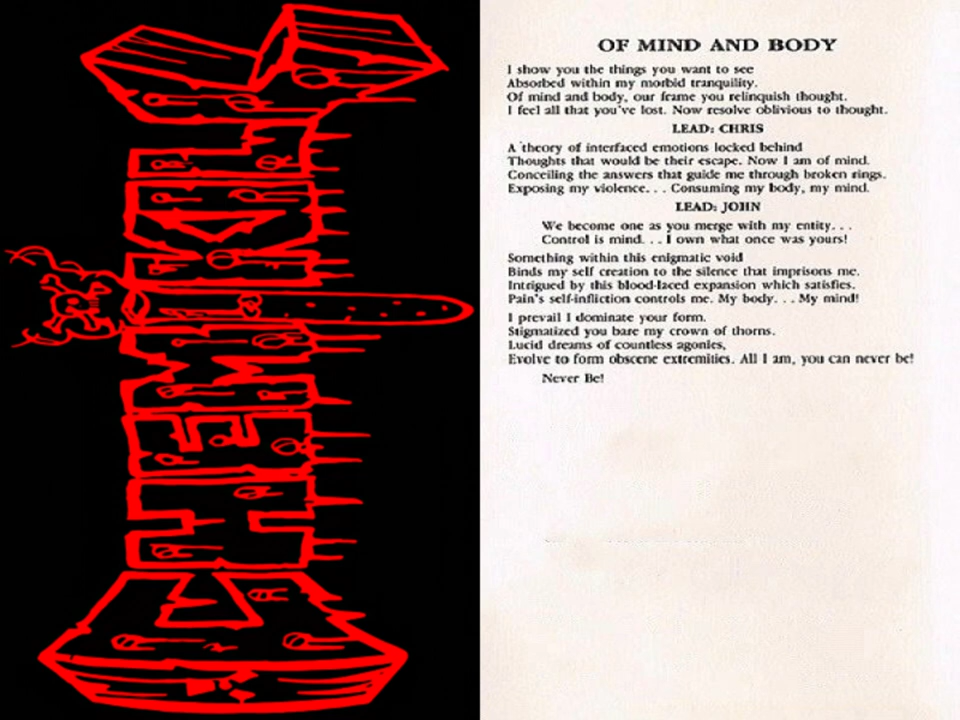 OF MIND AND BODY
I show you the things you want to see
Absorbed within my morbid tranquility.
Of mind and body, our frame you relinquish thought.
I feel all that you've lost. Now resolve oblivious to thought.
LEAD: CHRIS
A theory of interfaced emotions locked behind
Thoughts that would be their escape. Now I am of mind.
Conceiling the answers that guide me through broken rings.
Exposing my violence. . . Consuming my body, my mind.
LEAD: JOHN
We become one as you merge with my entity. . .
Control is mind. . . I own what once was yours!
Something within this enigmatic void
Binds my self creation to the silence that imprisons me.
Intrigued by this blood-laced expansion which satisfies.
Pain's self-infliction controls me. My body. . . My mind!
I prevail I dominate your form.
Stigmatized you bare my crown of thorns.
Lucid dreams of countless agonies,
Evolve to form obscene extremities. All I am, you can never be!
Never Be!